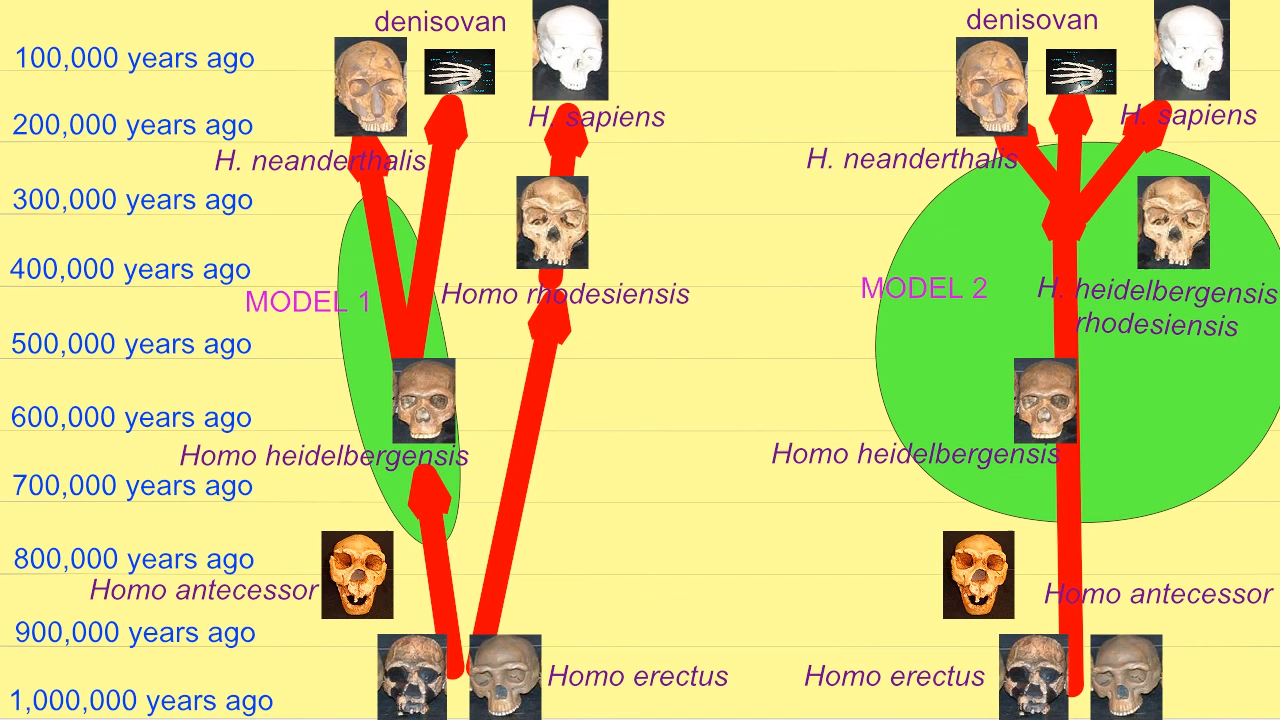 denisovan
100,000 years ago
200,000 years ago
H. sapiens
H. neanderthalis
300,000 years ago
400,000 years ago
MODEL 1
Homo rhodesiensis
500,000 years ago
600,000 years ago
Homo heidelbergensis
700,000 years ago
800,000 years ago
Homo antecessor
900,000 years ago
Homo erectus
1,000,000 years ago
denisovan
H. sapiens
H. neanderthalis
MODEL 2
H. heidelbergensis
rhodesiensis
Homo heidelbergensis
Homo antecessor
Homo erectus